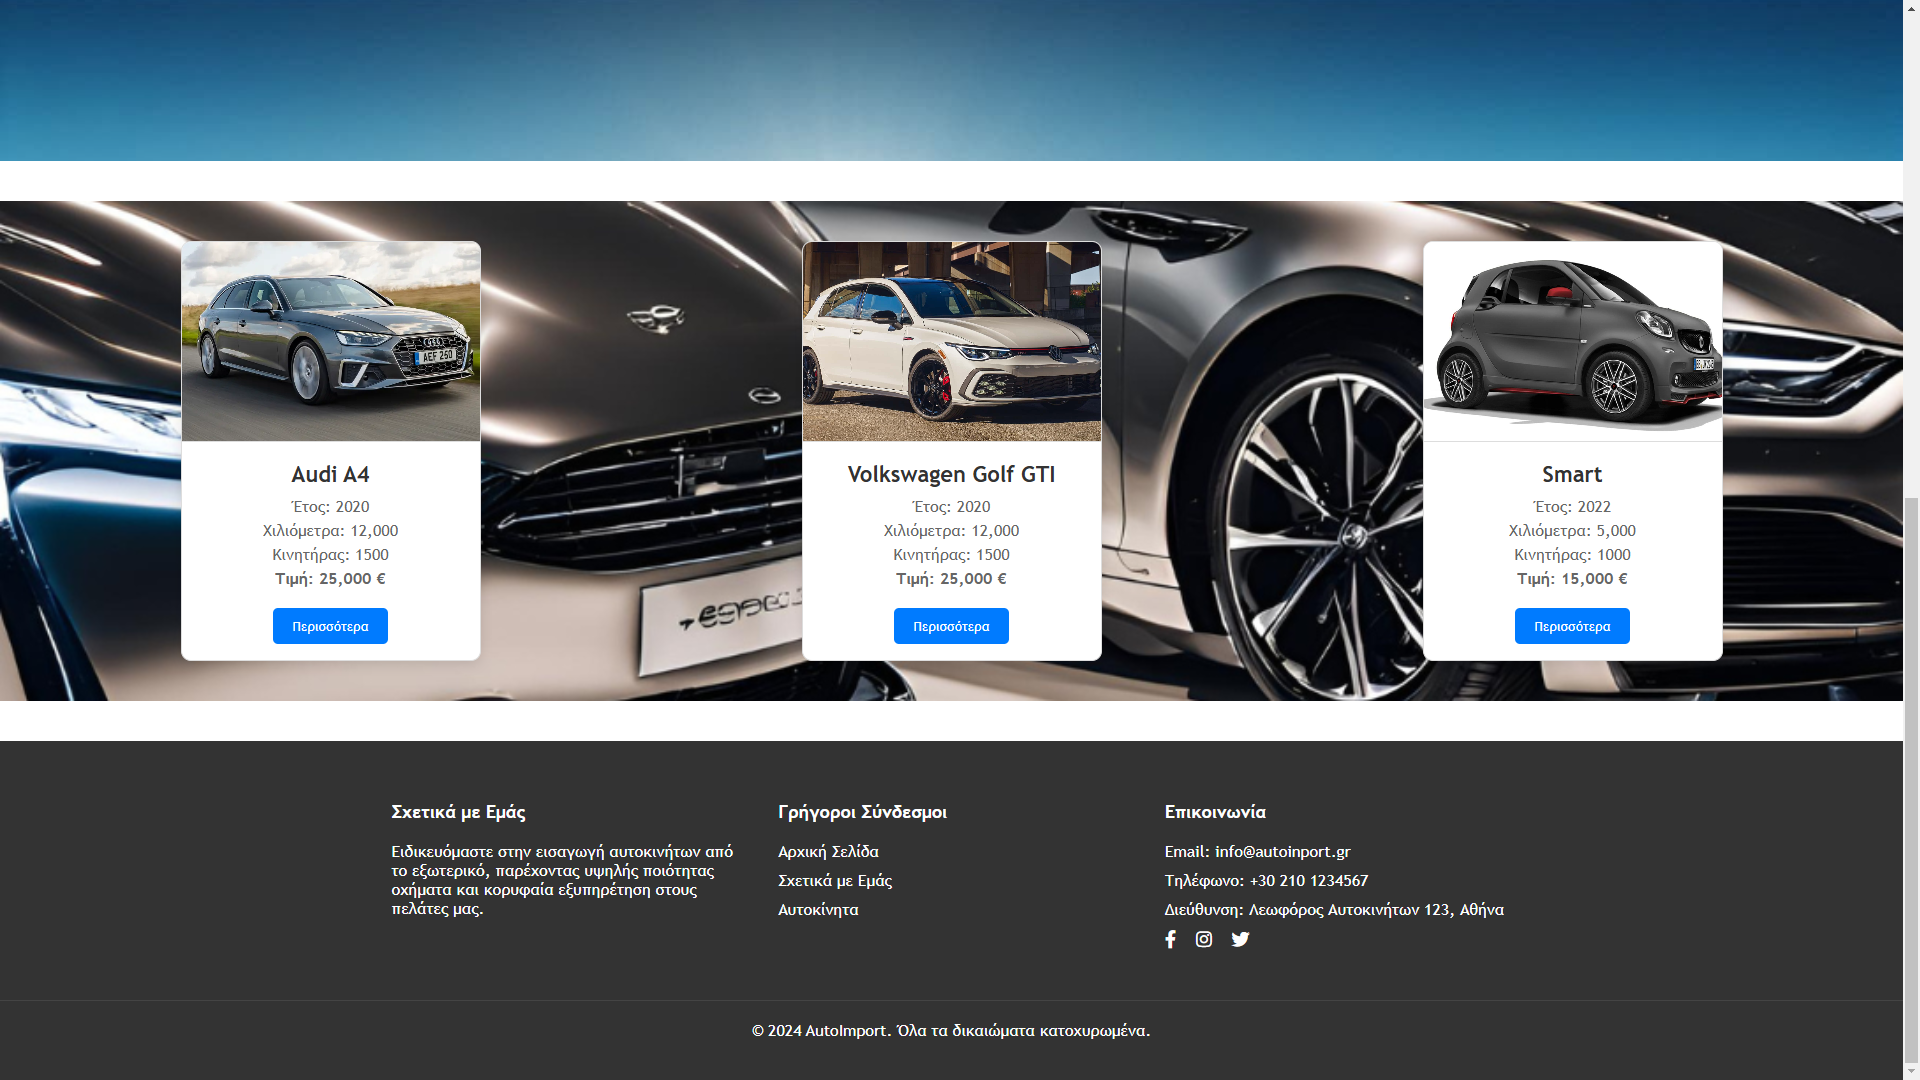 AEF 250
Audi A4
Έτος: 2020
Χιλιόμετρα: 12,000
Κινητήρας: 1500
Τιμή: 25,000 €
Περισσότερα
Volkswagen Golf GTI
Έτος: 2020
Χιλιόμετρα: 12,000
Κινητήρας: 1500
Τιμή: 25,000 €
Περισσότερα
Smart
Έτος: 2022
Χιλιόμετρα: 5,000
Κινητήρας: 1000
Τιμή: 15,000 €
Περισσότερα
Σχετικά με Εμάς
Ειδικευόμαστε στην εισαγωγή αυτοκινήτων από
το εξωτερικό, παρέχοντας υψηλής ποιότητας
οχήματα και κορυφαία εξυπηρέτηση στους
πελάτες μας.
Γρήγοροι Σύνδεσμοι
Αρχική Σελίδα
Σχετικά με Εμάς
Αυτοκίνητα
Επικοινωνία
Email: info@autoinport.gr
Τηλέφωνο: +30 210 1234567
Διεύθυνση: Λεωφόρος Αυτοκινήτων 123, Αθήνα
© 2024 AutoImport. Όλα τα δικαιώματα κατοχυρωμένα.